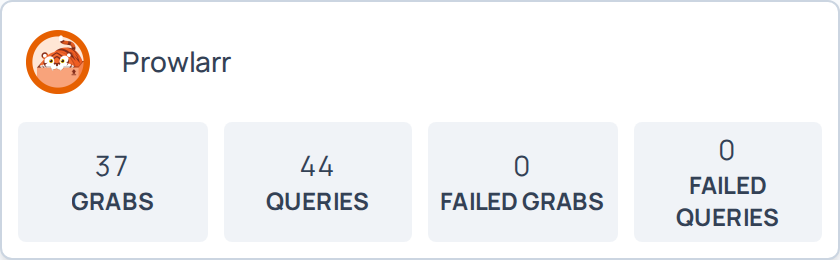 Prowlarr
37
GRABS
44
QUERIES
0
FAILED GRABS
0
FAILED
QUERIES